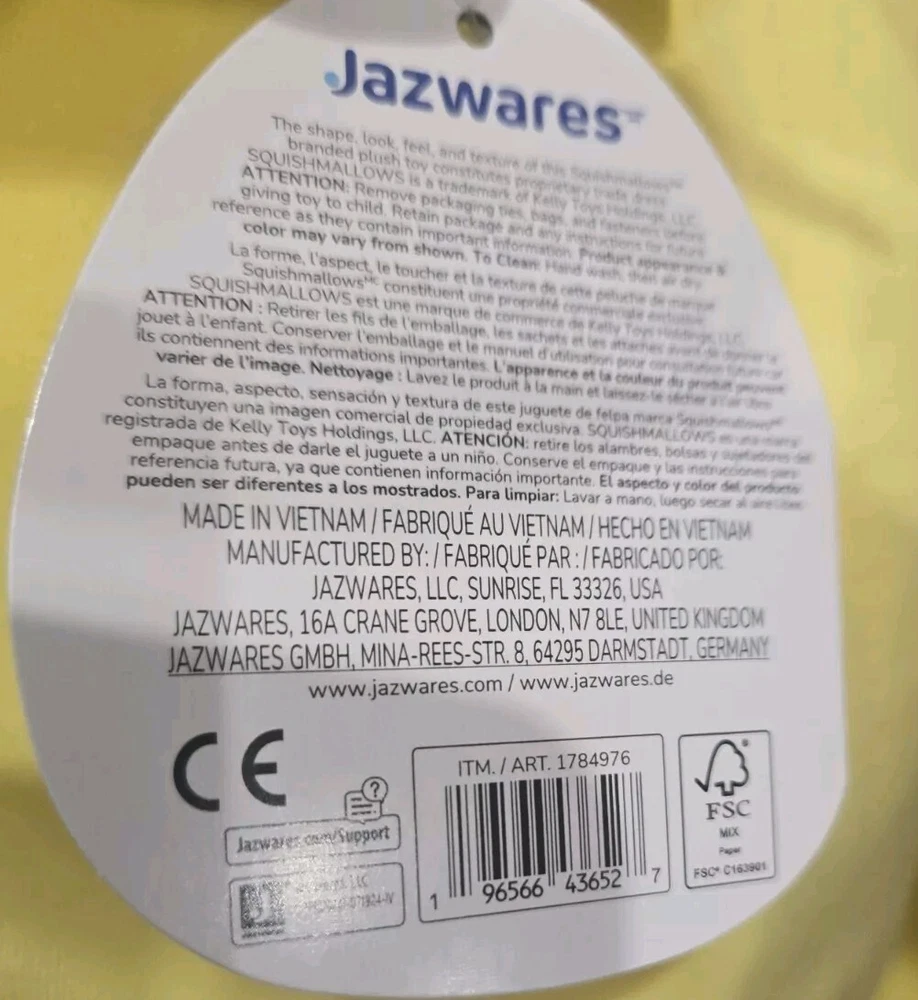 Jazwares™
The shape, look, feel, and texture of this Squishmallows™
branded plush toy constitutes proprietary trade dress.
SQUISHMALLOWS is a trademark of Kelly Toys Holdings, LLC.
ATTENTION: Remove packaging ties, bags, and fasteners before
giving toy to child. Retain package and any instructions for future
reference as they contain important information. Product appearance &
color may vary from shown. To Clean: Hand wash, then air dry.
La forme, l'aspect, le toucher et la texture de cette peluche de marque
Squishmallows ᴹᶜ constituent une propriété commerciale exclusive.
SQUISHMALLOWS est une marque de commerce de Kelly Toys Holdings, LLC.
ATTENTION : Retirer les fils de l'emballage, les sachets et les attaches avant de donner le
jouet à l'enfant. Conserver l'emballage et le manuel d'utilisation pour consultation future car
ils contiennent des informations importantes. L'apparence et la couleur du produit peuvent
varier de l'image. Nettoyage : Lavez le produit à la main et laissez-le sécher à l'air libre.
La forma, aspecto, sensación y textura de este juguete de felpa marca Squishmallows
constituyen una imagen comercial de propiedad exclusiva. SQUISHMALLOWS es una marca
registrada de Kelly Toys Holdings, LLC. ATENCIÓN: retire los alambres, bolsas y sujetadores del
empaque antes de darle el juguete a un niño. Conserve el empaque y las instrucciones para
referencia futura, ya que contienen información importante. El aspecto y color del producto
pueden ser diferentes a los mostrados. Para limpiar: Lavar a mano, luego secar al aire libre.
MADE IN VIETNAM / FABRIQUÉ AU VIETNAM / HECHO EN VIETNAM
MANUFACTURED BY: / FABRIQUÉ PAR : / FABRICADO POR:
JAZWARES, LLC, SUNRISE, FL 33326, USA
JAZWARES, 16A CRANE GROVE, LONDON, N7 8LE, UNITED KINGDOM
JAZWARES GMBH, MINA-REES-STR. 8, 64295 DARMSTADT, GERMANY
www.jazwares.com / www.jazwares.de
CE
?
Jazwares.com/Support
ITM. / ART. 1784976
1 96566 43652 7
FSC
MIX
Paper
FSC® C163901